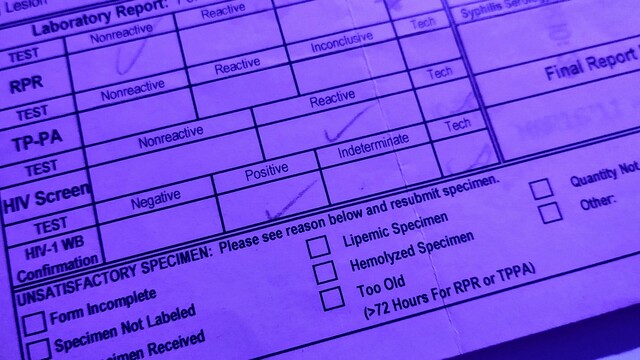 Lesion
Laboratory Report:
Syphilis Serology
TEST Nonreactive Reactive
RPR
Final Report
TEST Nonreactive Reactive Inconclusive Tech
TP-PA
TEST Nonreactive Reactive Tech
HIV Screen
TEST Negative Positive Indeterminate Tech
HIV-1 WB
Confirmation
UNSATISFACTORY SPECIMEN: Please see reason below and resubmit specimen.
Form Incomplete
Lipemic Specimen
Quantity Not
Specimen Not Labeled
Hemolyzed Specimen
Other:
Specimen Received
Too Old
(>72 Hours For RPR or TPPA)